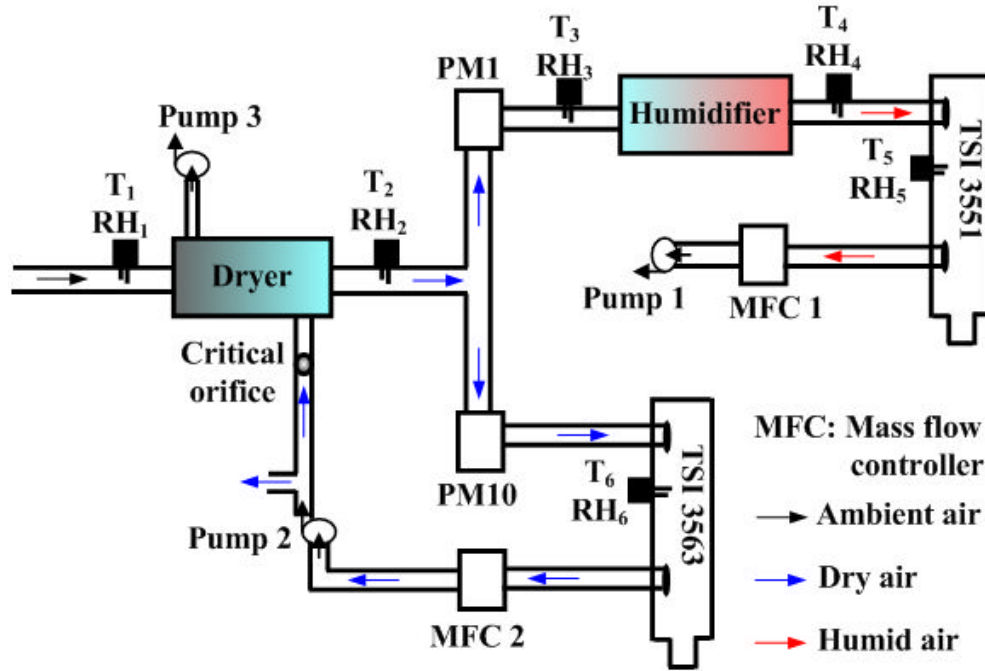 T₄
RH₄
T₃
RH₃
PM1
Humidifier
Pump 3
T₅
RH₅
TSI 3551
T₁
RH₁
T₂
RH₂
Dryer
Pump 1
MFC 1
Critical
orifice
MFC: Mass flow
controller
PM10
T₆
RH₆
TSI 3563
Ambient air
Pump 2
Dry air
MFC 2
Humid air